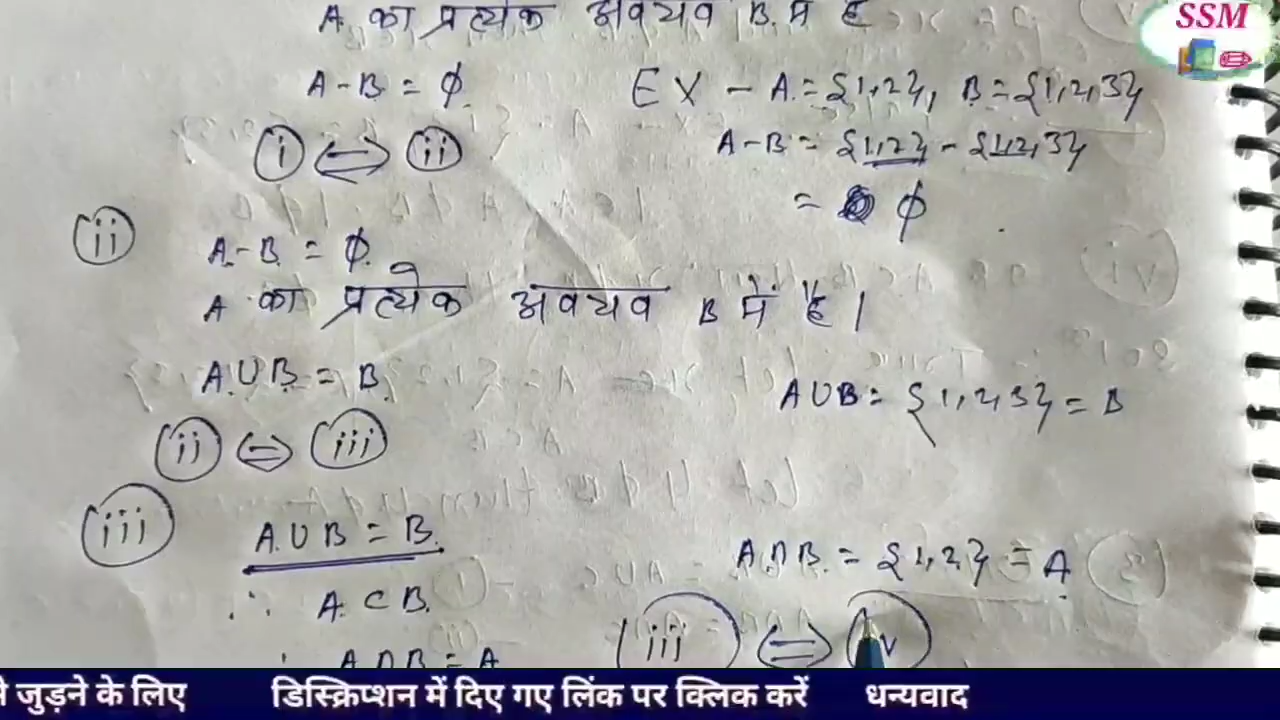 A का प्रत्येक अवयव B में है
SSM
A-B = ϕ
EX - A = {1,2}, B = {1,2,3}
A-B = {1,2} - {1,2,3}
(i) ⇔ (ii)
= ϕ
(ii) A-B = ϕ
A का प्रत्येक अवयव B में है।
A∪B = B
A∪B = {1,2,3} = B
(ii) ⇔ (iii)
(iii) A∪B = B
A∩B = {1,2} = A
∴ A⊂B
(iii) ⇔ (iv)
∴ A∩B = A
जुड़ने के लिए डिस्क्रिप्शन में दिए गए लिंक पर क्लिक करें धन्यवाद